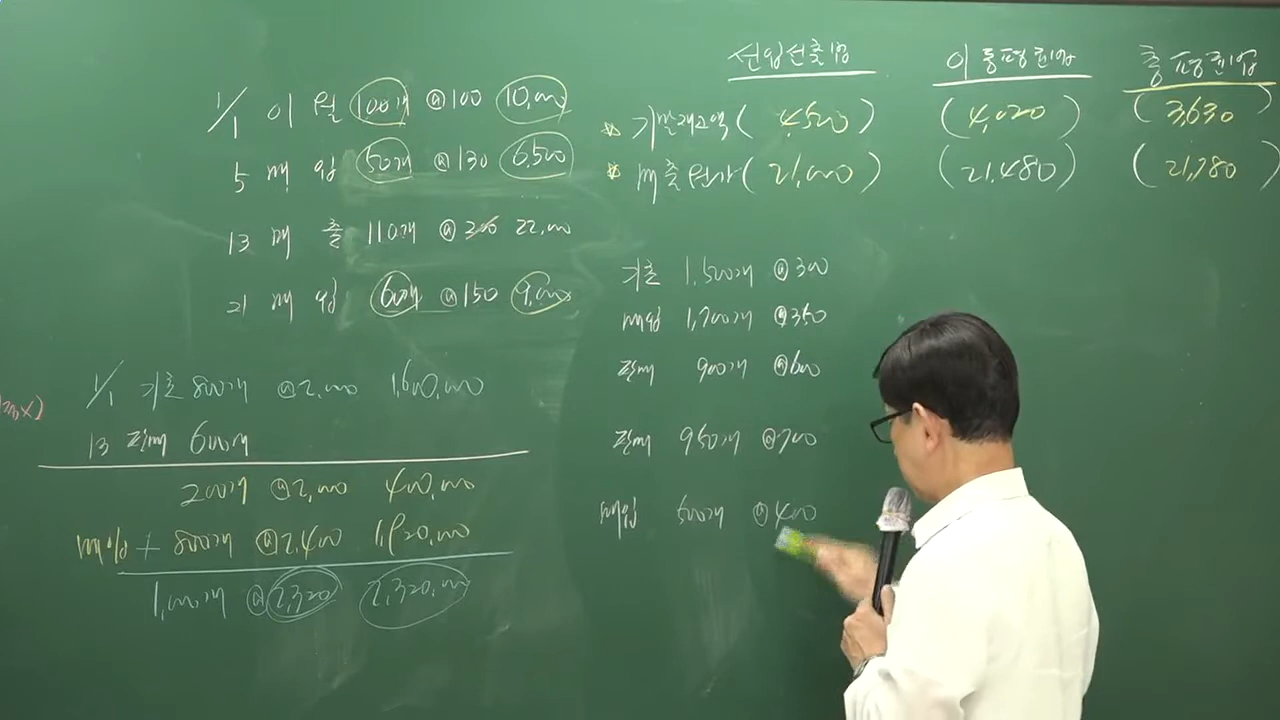 선입선출법 이동평균법 총평균법
1/1 이월 100개 @100 10,000
5 매입 50개 @130 6,500
13 매출 110개 @200 22,000
21 매입 60개 @150 9,000
* 기말재고액 ( 4,500 ) ( 4,020 ) ( 3,630 )
* 매출원가 ( 21,000 ) ( 21,480 ) ( 21,780 )
1/1 기초 800개 @2,000 1,600,000
13 판매 600개
200개 @2,000 400,000
매입 + 800개 @2,400 1,920,000
1,000개 @2,320 2,320,000
기초 1,500개 @300
매입 1,700개 @350
판매 900개 @600
판매 950개 @700
매입 500개 @400